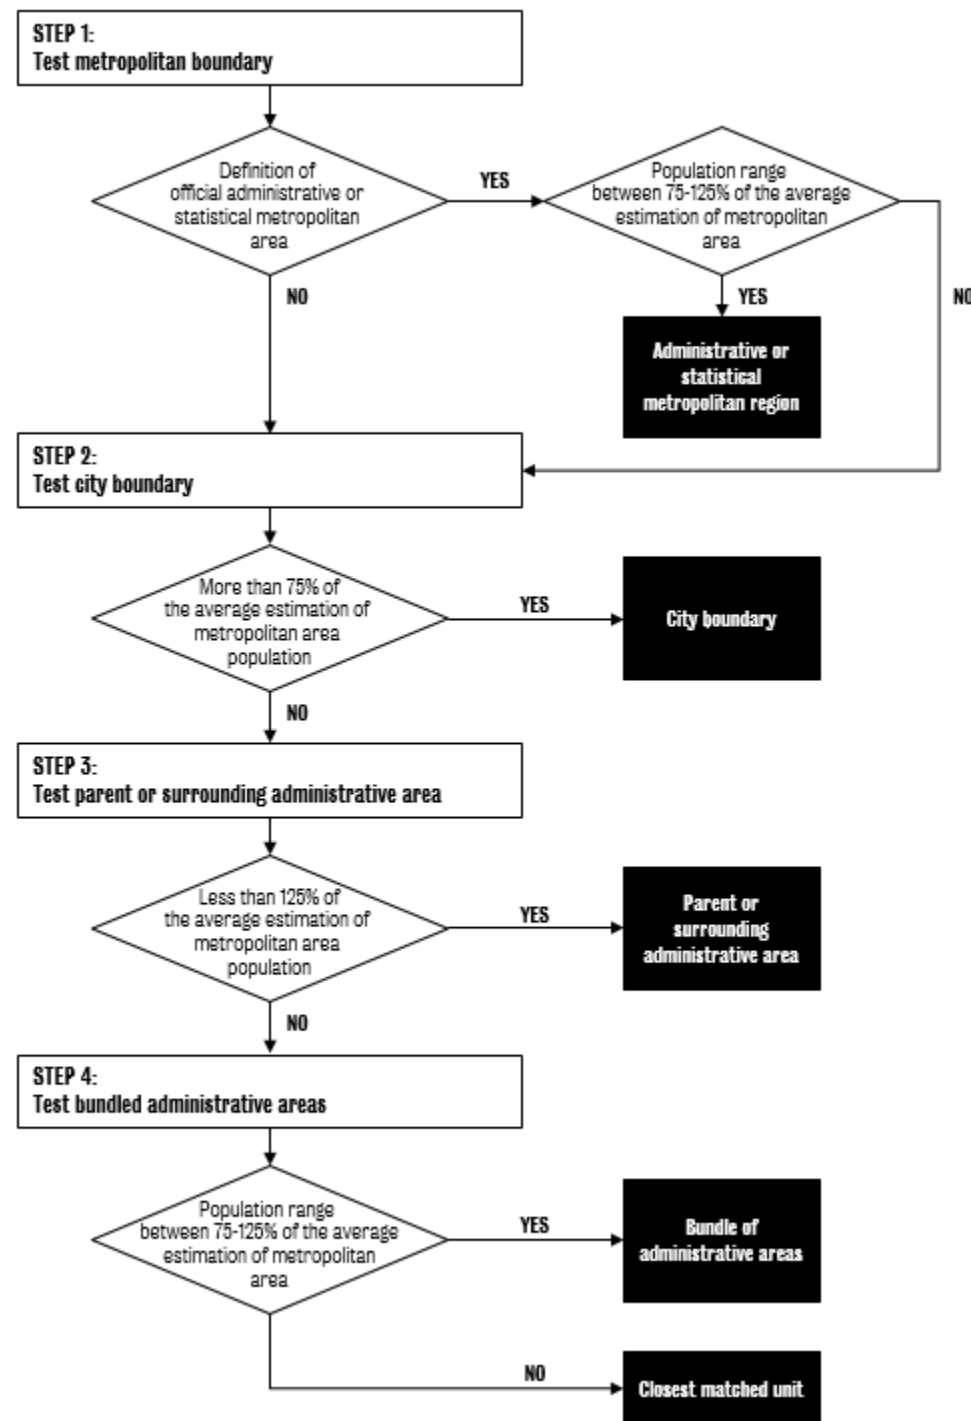 STEP 1:
Test metropolitan boundary
Definition of
official administrative or
statistical metropolitan
area
YES
Population range
between 75-125% of the average
estimation of metropolitan
area
NO
YES
NO
Administrative or
statistical
metropolitan region
STEP 2:
Test city boundary
More than 75% of
the average estimation of
metropolitan area
population
YES
City boundary
NO
STEP 3:
Test parent or surrounding administrative area
Less than 125% of
the average estimation of
metropolitan area
population
YES
Parent or
surrounding
administrative area
NO
STEP 4:
Test bundled administrative areas
Population range
between 75-125% of the average
estimation of metropolitan
area
YES
Bundle of
administrative areas
NO
Closest matched unit